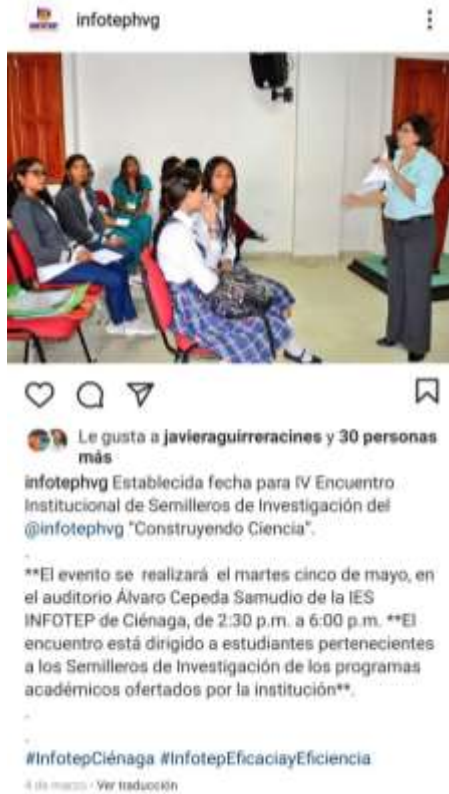 infotephvg
Le gusta a javieraguirreracines y 30 personas
más
infotephvg Establecida fecha para IV Encuentro
Institucional de Semilleros de Investigación del
@infotephvg "Construyendo Ciencia".
.
**El evento se realizará el martes cinco de mayo, en
el auditorio Álvaro Cepeda Samudio de la IES
INFOTEP de Ciénaga, de 2:30 p.m. a 6:00 p.m. **El
encuentro está dirigido a estudiantes pertenecientes
a los Semilleros de Investigación de los programas
académicos ofertados por la institución**.
.
.
#InfotepCiénaga #InfotepEficaciayEficiencia
4 de marzo · Ver traducción